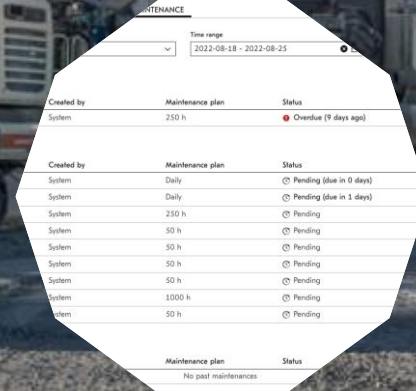 MAINTENANCE
Time range
2022-08-18 - 2022-08-25
Created by Maintenance plan Status
System 250 h Overdue (9 days ago)
Created by Maintenance plan Status
System Daily Pending (due in 0 days)
System Daily Pending (due in 1 days)
System 250 h Pending
System 50 h Pending
System 50 h Pending
System 50 h Pending
System 1000 h Pending
System 50 h Pending
Maintenance plan Status
No past maintenances